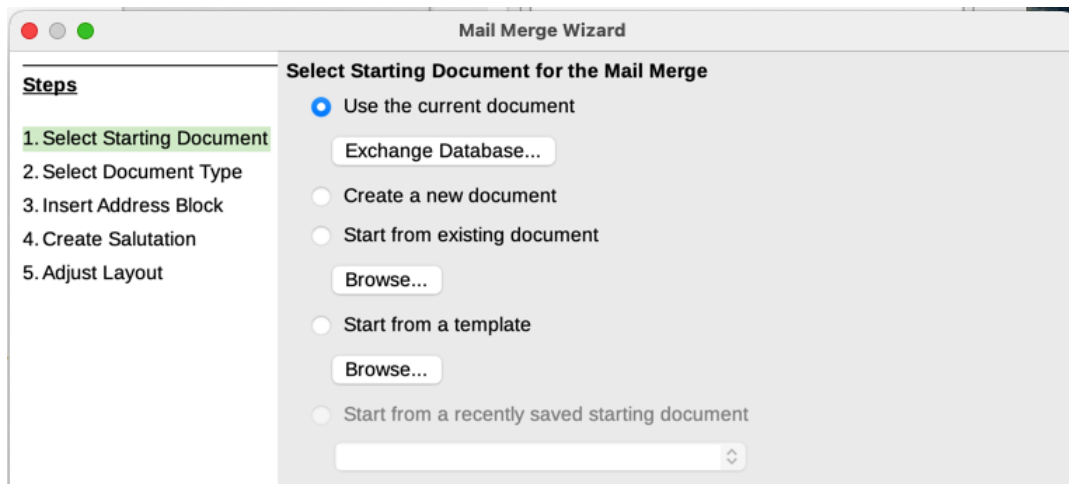 Mail Merge Wizard
Steps
1. Select Starting Document
2. Select Document Type
3. Insert Address Block
4. Create Salutation
5. Adjust Layout
Select Starting Document for the Mail Merge
Use the current document
Exchange Database...
Create a new document
Start from existing document
Browse...
Start from a template
Browse...
Start from a recently saved starting document